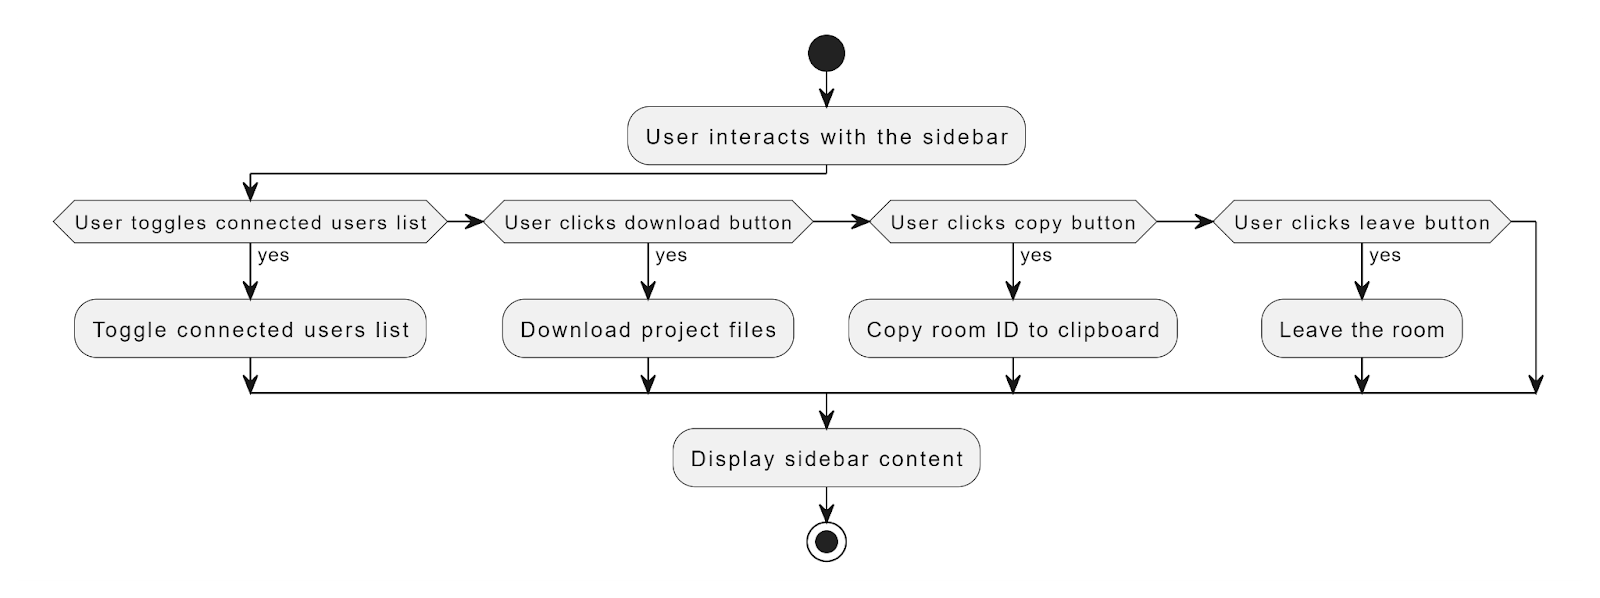 User interacts with the sidebar
User toggles connected users list
User clicks download button
User clicks copy button
User clicks leave button
yes
yes
yes
yes
Toggle connected users list
Download project files
Copy room ID to clipboard
Leave the room
Display sidebar content